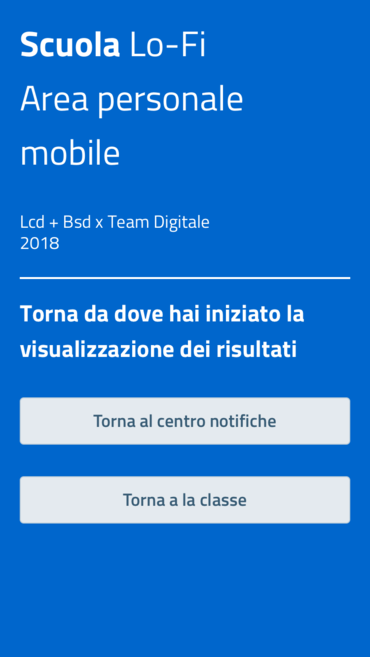 Scuola Lo-Fi
Area personale
mobile
Lcd + Bsd x Team Digitale
2018
Torna da dove hai iniziato la
visualizzazione dei risultati
Torna al centro notifiche
Torna a la classe